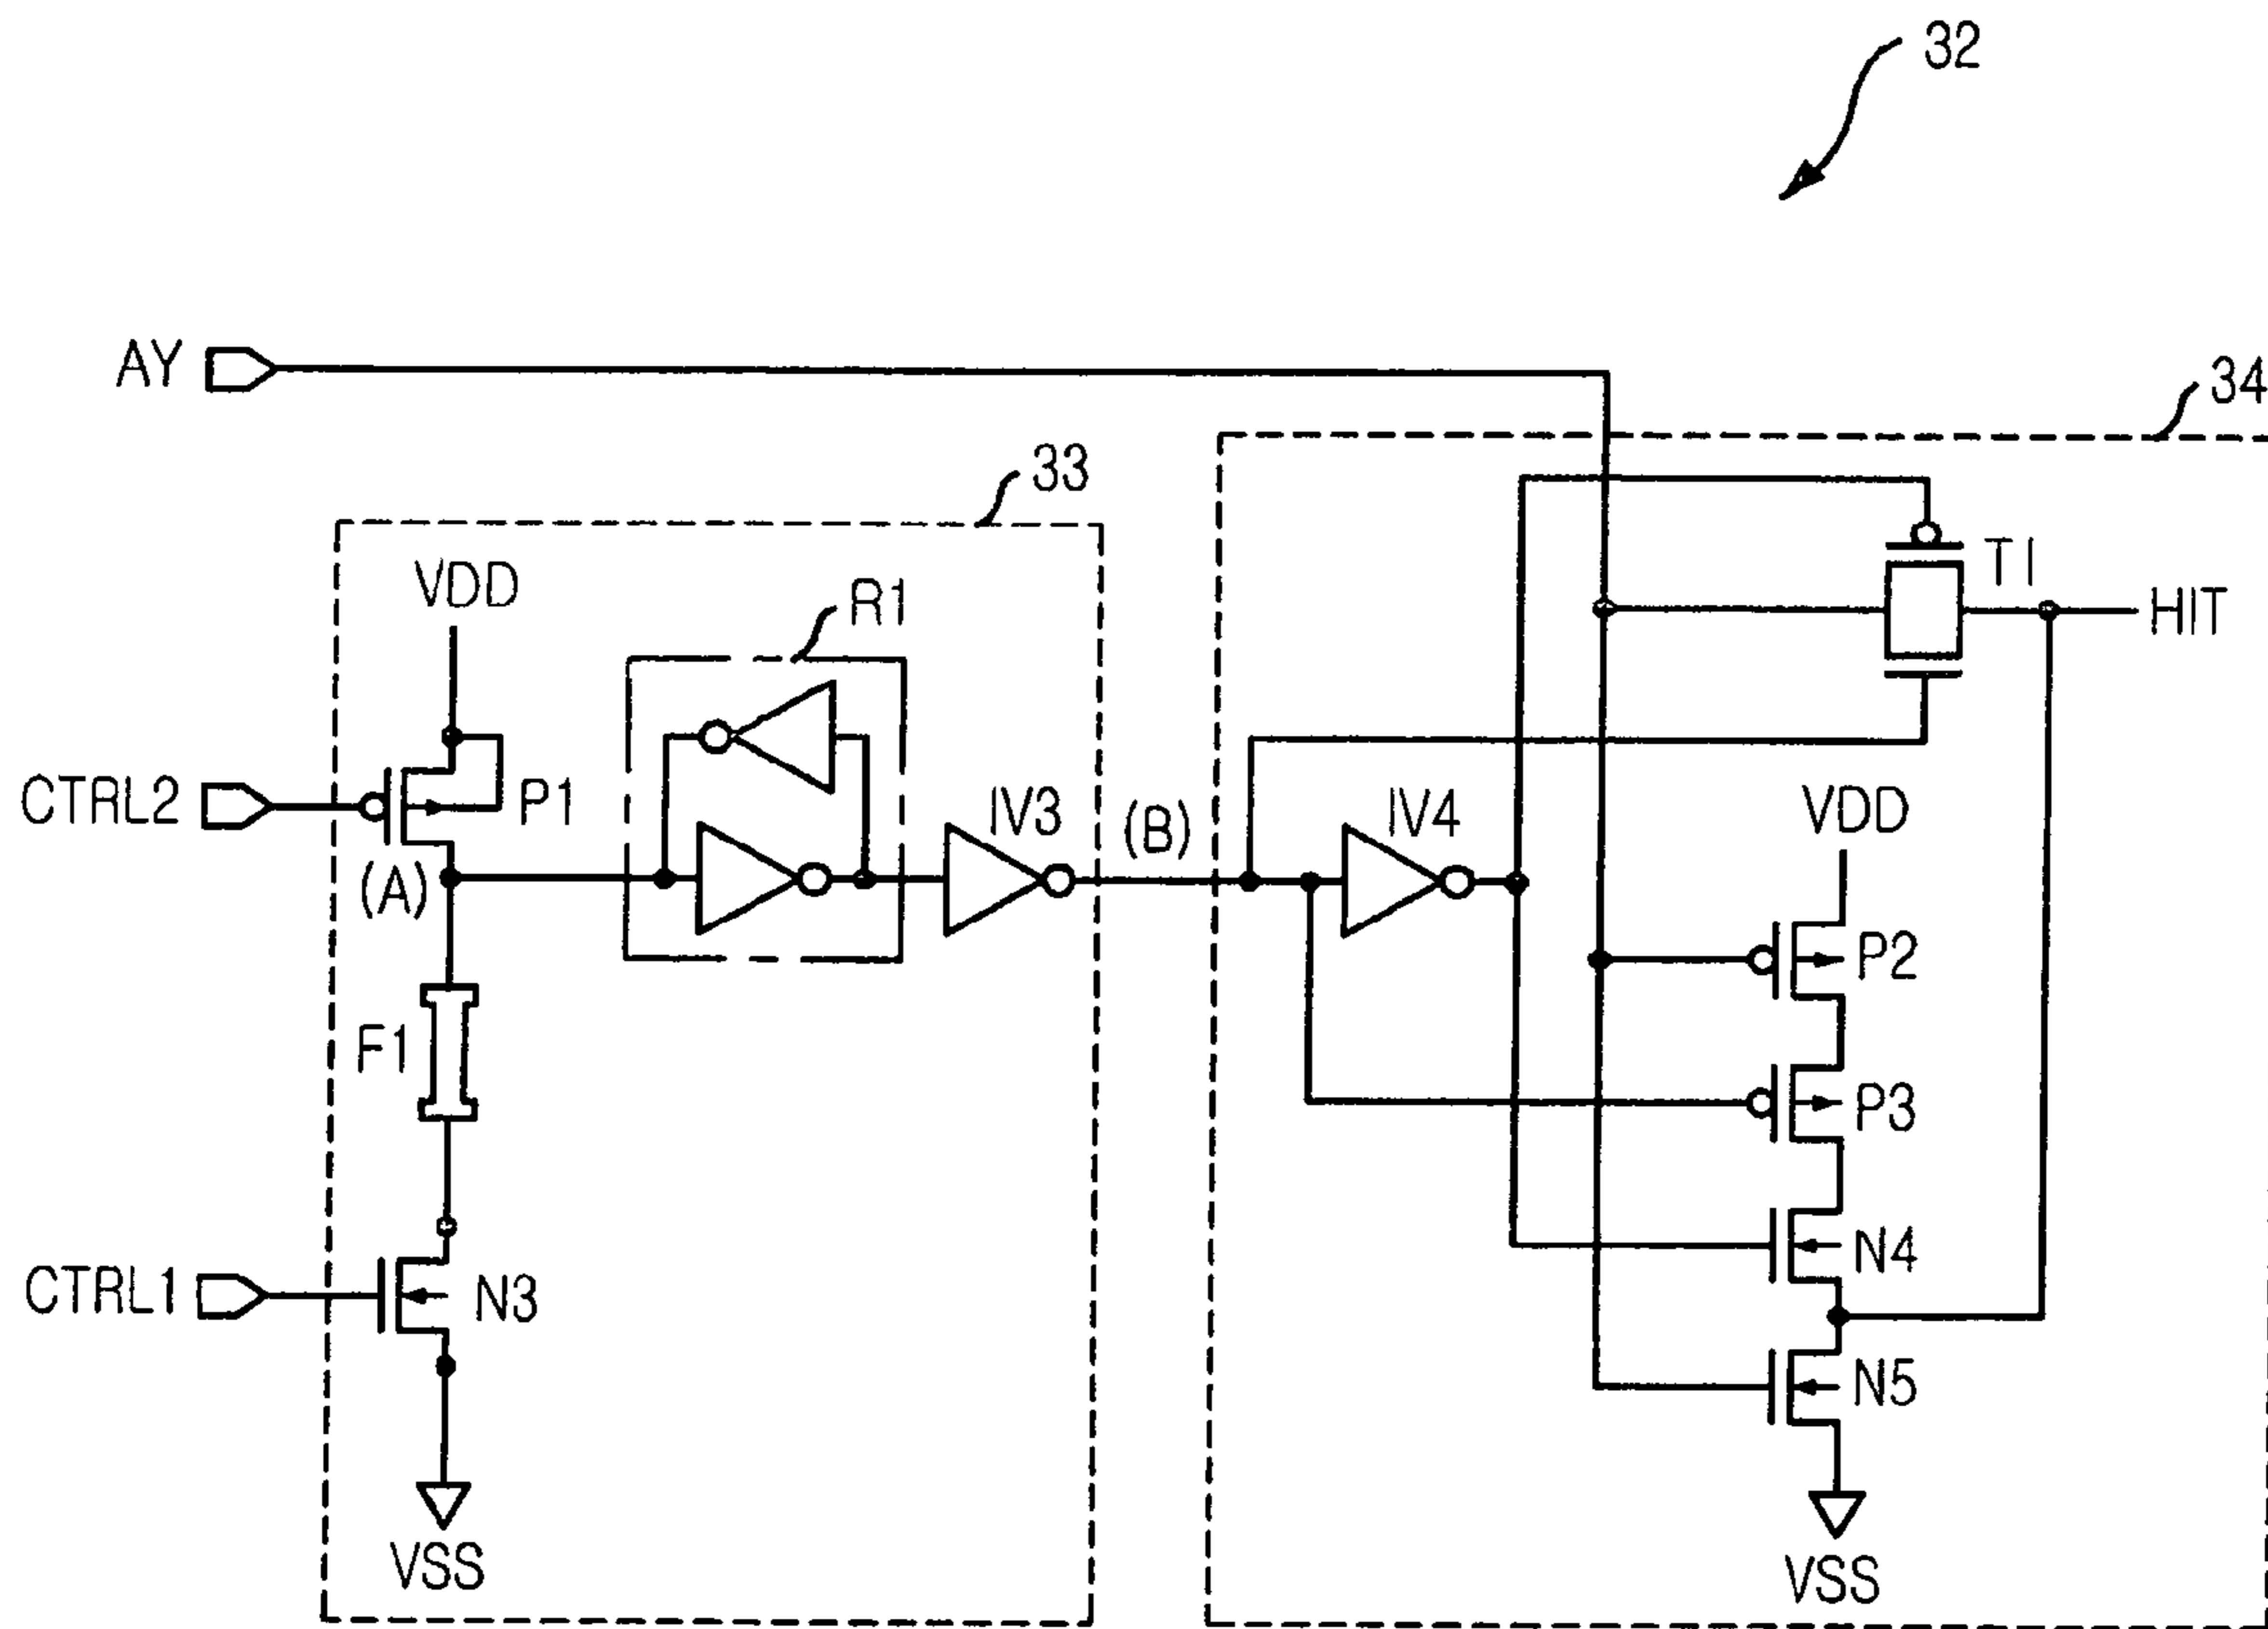 32
AY
34
33
VDD
R1
T1
HIT
CTRL2
P1
IV3
(B)
IV4
VDD
(A)
P2
F1
P3
CTRL1
N3
N4
N5
VSS
VSS